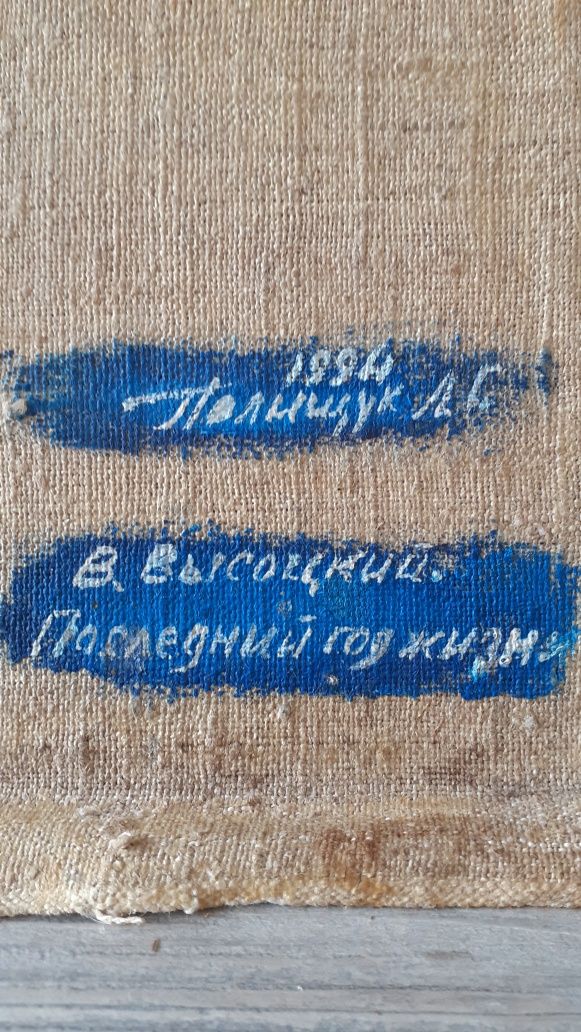 1994
Полищук Л.С.
В. Высоцкий.
Последний год жизни